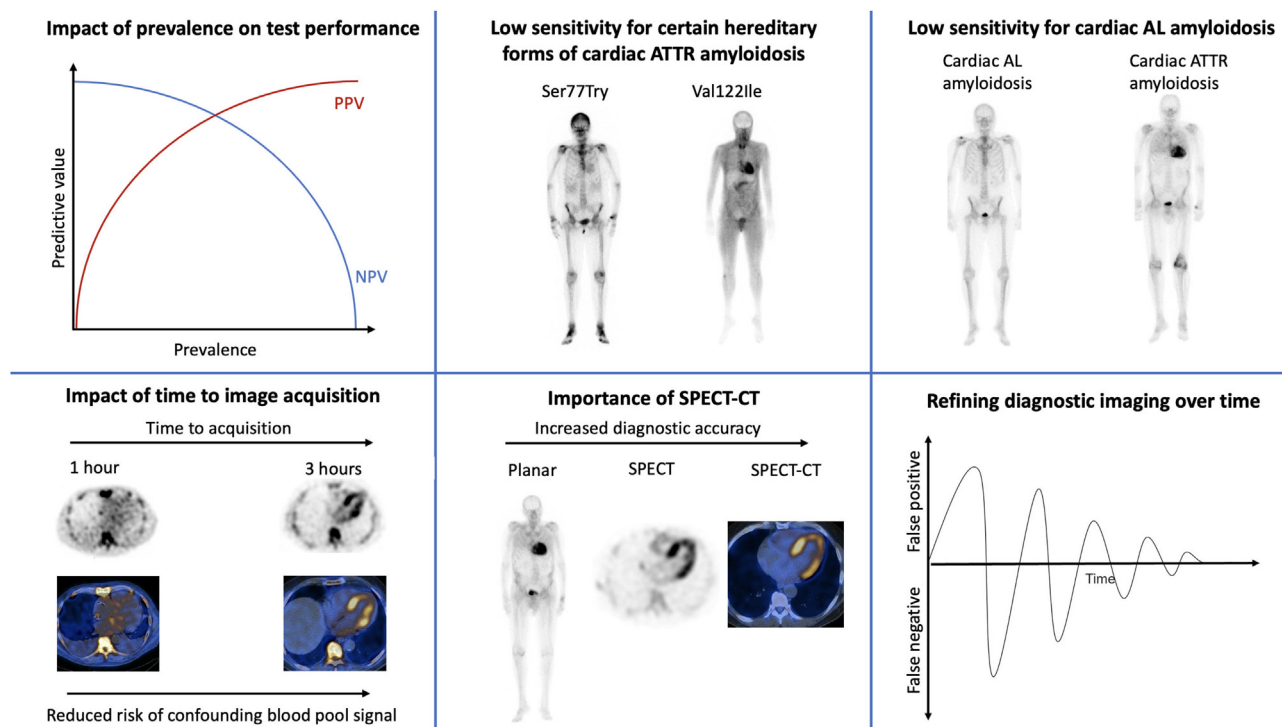 Impact of prevalence on test performance
Predictive value
PPV
NPV
Prevalence
Low sensitivity for certain hereditary
forms of cardiac ATTR amyloidosis
Ser77Try
Val122Ile
Low sensitivity for cardiac AL amyloidosis
Cardiac AL
amyloidosis
Cardiac ATTR
amyloidosis
Impact of time to image acquisition
Time to acquisition
1 hour
3 hours
Reduced risk of confounding blood pool signal
Importance of SPECT-CT
Increased diagnostic accuracy
Planar
SPECT
SPECT-CT
Refining diagnostic imaging over time
False positive
False negative
Time